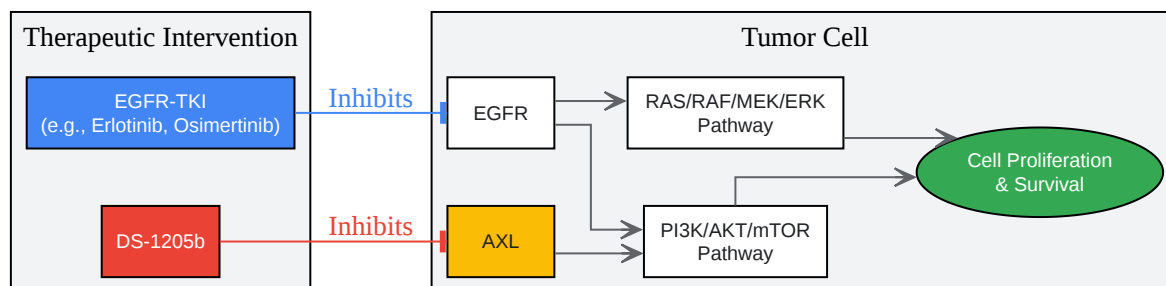 Therapeutic Intervention
EGFR-TKI
(e.g., Erlotinib, Osimertinib)
DS-1205b
Inhibits
Inhibits
Tumor Cell
EGFR
AXL
RAS/RAF/MEK/ERK
Pathway
PI3K/AKT/mTOR
Pathway
Cell Proliferation
& Survival